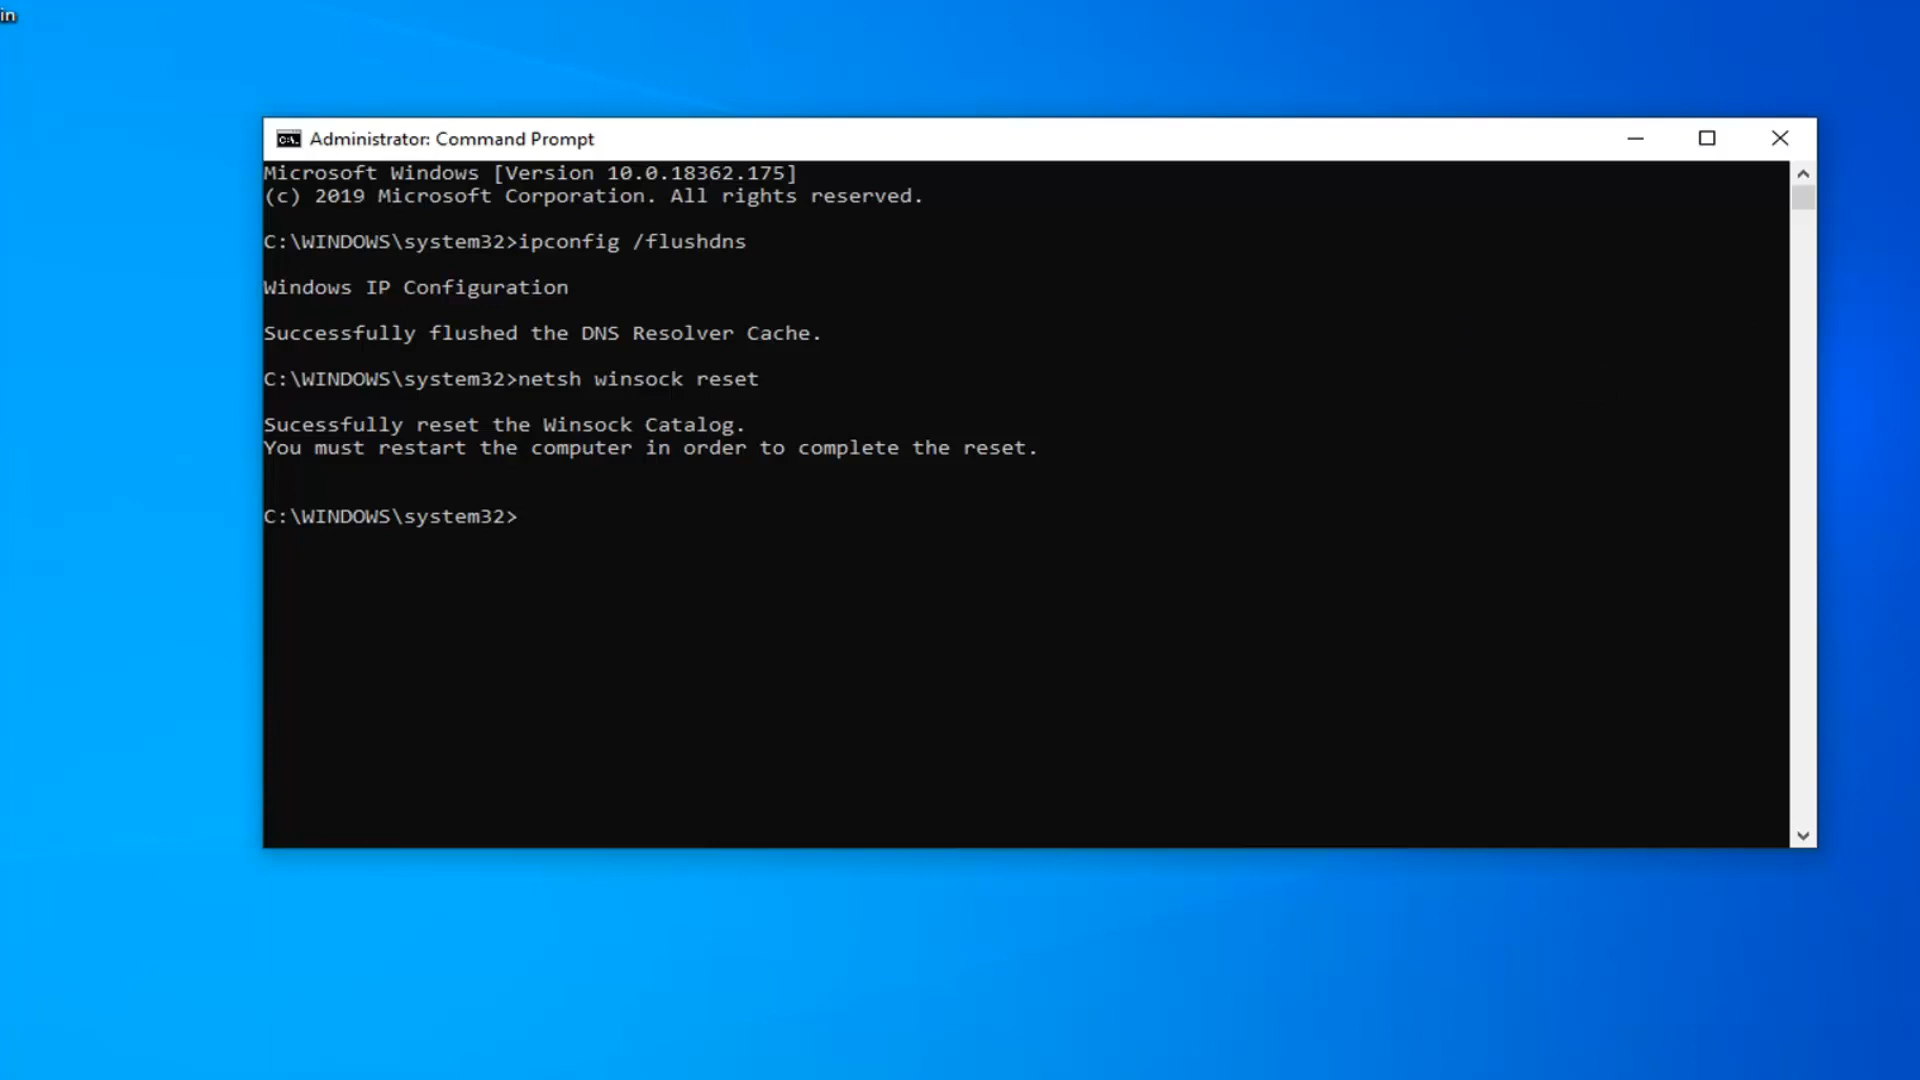 in
Administrator: Command Prompt
Microsoft Windows [Version 10.0.18362.175]
(c) 2019 Microsoft Corporation. All rights reserved.
C:\WINDOWS\system32>ipconfig /flushdns
Windows IP Configuration
Successfully flushed the DNS Resolver Cache.
C:\WINDOWS\system32>netsh winsock reset
Sucessfully reset the Winsock Catalog.
You must restart the computer in order to complete the reset.
C:\WINDOWS\system32>